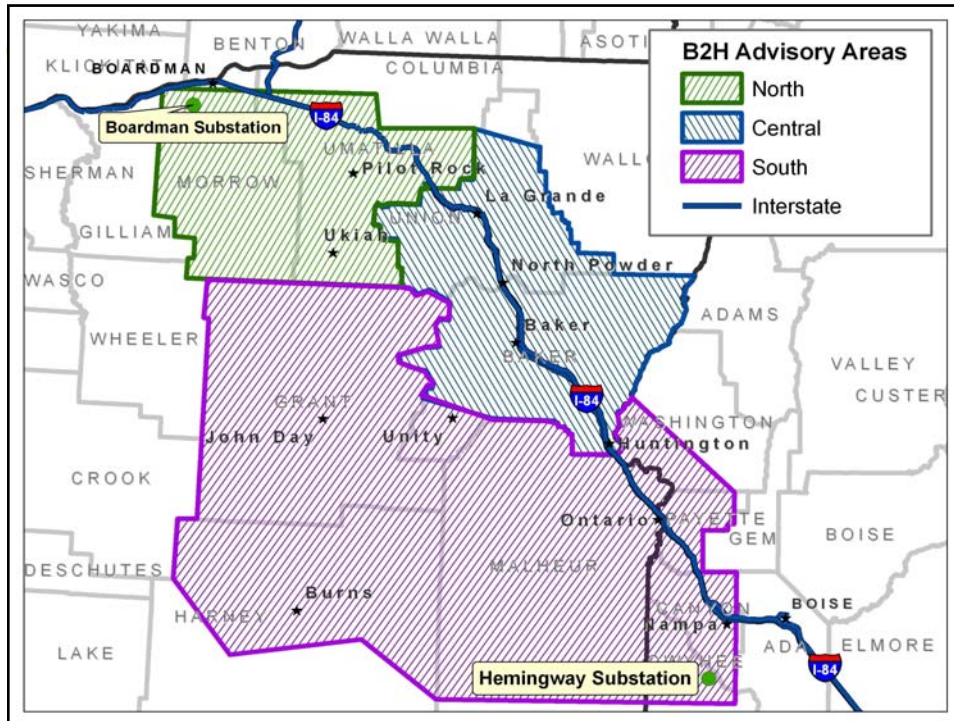 YAKIMA
BENTON
WALLA WALLA
ASOTI
KLICKITAT
BOARDMAN
COLUMBIA
Boardman Substation
I-84
UMATILLA
WALLO
SHERMAN
MORROW
Pilot Rock
La Grande
GILLIAM
UNION
Ukiah
WASCO
North Powder
WHEELER
Baker
BAKER
ADAMS
VALLEY
CUSTER
I-84
GRANT
WASHINGTON
John Day
Unity
Huntington
CROOK
Ontario
PAYETTE
GEM
BOISE
DESCHUTES
MALHEUR
HARNEY
Burns
CANYON
BOISE
Nampa
ADA
ELMORE
LAKE
I-84
Hemingway Substation
B2H Advisory Areas
North
Central
South
Interstate